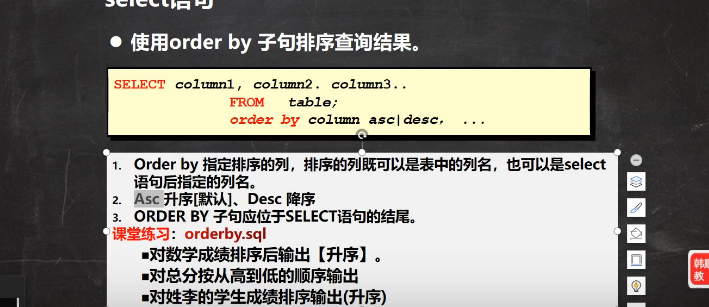 select语句
● 使用order by 子句排序查询结果。
SELECT column1, column2. column3..
FROM table;
order by column asc|desc, ...
1. Order by 指定排序的列，排序的列既可以是表中的列名，也可以是select
语句后指定的列名。
2. Asc 升序[默认]、Desc 降序
3. ORDER BY 子句应位于SELECT语句的结尾。
课堂练习：orderby.sql
■对数学成绩排序后输出【升序】。
■对总分按从高到低的顺序输出
■对姓李的学生成绩排序输出(升序)